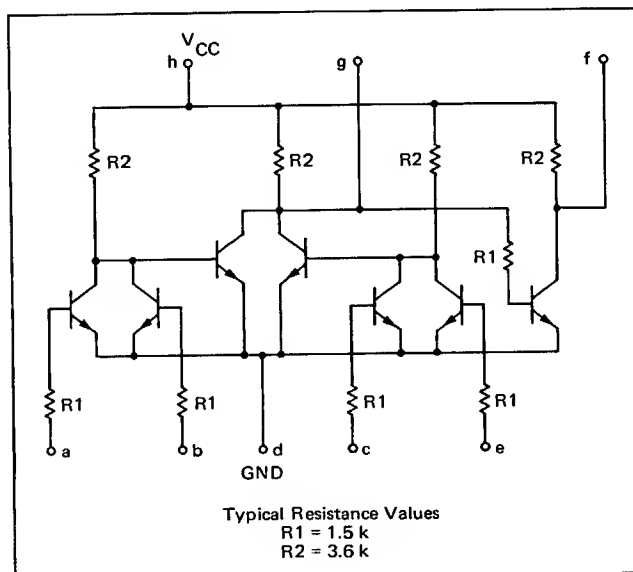 V_CC
h
g
f
R2
R2
R2
R2
R1
R1
R1
R1
R1
a
b
d
c
e
GND
Typical Resistance Values
R1 = 1.5 k
R2 = 3.6 k